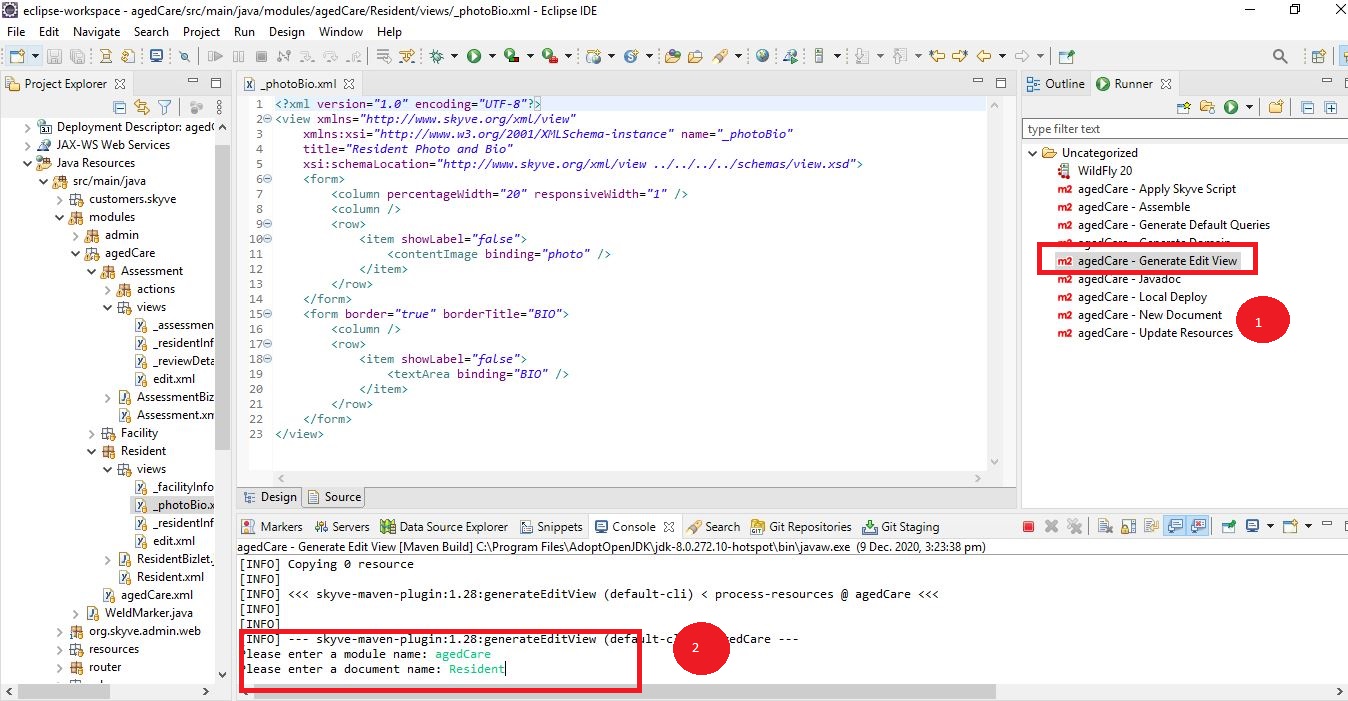 eclipse-workspace - agedCare/src/main/java/modules/agedCare/Resident/views/_photoBio.xml - Eclipse IDE
File Edit Navigate Search Project Run Design Window Help
Project Explorer
Deployment Descriptor: aged
JAX-WS Web Services
Java Resources
src/main/java
customers.skyve
modules
admin
agedCare
Assessment
actions
views
_assessmen
_residentInf
_reviewDeta
edit.xml
AssessmentBiz
Assessment.xm
Facility
Resident
views
_facilityInfo
_photoBio.x
_residentInf
edit.xml
ResidentBizlet.
Resident.xml
agedCare.xml
WeldMarker.java
org.skyve.admin.web
resources
router
_photoBio.xml
1 <?xml version="1.0" encoding="UTF-8"?>
2 <view xmlns="http://www.skyve.org/xml/view"
3 xmlns:xsi="http://www.w3.org/2001/XMLSchema-instance" name="_photoBio"
4 title="Resident Photo and Bio"
5 xsi:schemaLocation="http://www.skyve.org/xml/view ../../../../schemas/view.xsd">
6 <form>
7 <column percentageWidth="20" responsiveWidth="1" />
8 <column />
9 <row>
10 <item showLabel="false">
11 <contentImage binding="photo" />
12 </item>
13 </row>
14 </form>
15 <form border="true" borderTitle="BIO">
16 <column />
17 <row>
18 <item showLabel="false">
19 <textArea binding="BIO" />
20 </item>
21 </row>
22 </form>
23 </view>
Design Source
Outline Runner
type filter text
Uncategorized
WildFly 20
m2 agedCare - Apply Skyve Script
m2 agedCare - Assemble
m2 agedCare - Generate Default Queries
m2 agedCare - Generate Domain
m2 agedCare - Generate Edit View
m2 agedCare - Javadoc
m2 agedCare - Local Deploy
m2 agedCare - New Document
m2 agedCare - Update Resources
1
Markers Servers Data Source Explorer Snippets Console Search Git Repositories Git Staging
agedCare - Generate Edit View [Maven Build] C:\Program Files\AdoptOpenJDK\jdk-8.0.272.10-hotspot\bin\javaw.exe (9 Dec. 2020, 3:23:38 pm)
[INFO] Copying 0 resource
[INFO]
[INFO] <<< skyve-maven-plugin:1.28:generateEditView (default-cli) < process-resources @ agedCare <<<
[INFO]
[INFO]
[INFO] --- skyve-maven-plugin:1.28:generateEditView (default-cl agedCare ---
Please enter a module name: agedCare
Please enter a document name: Resident
2